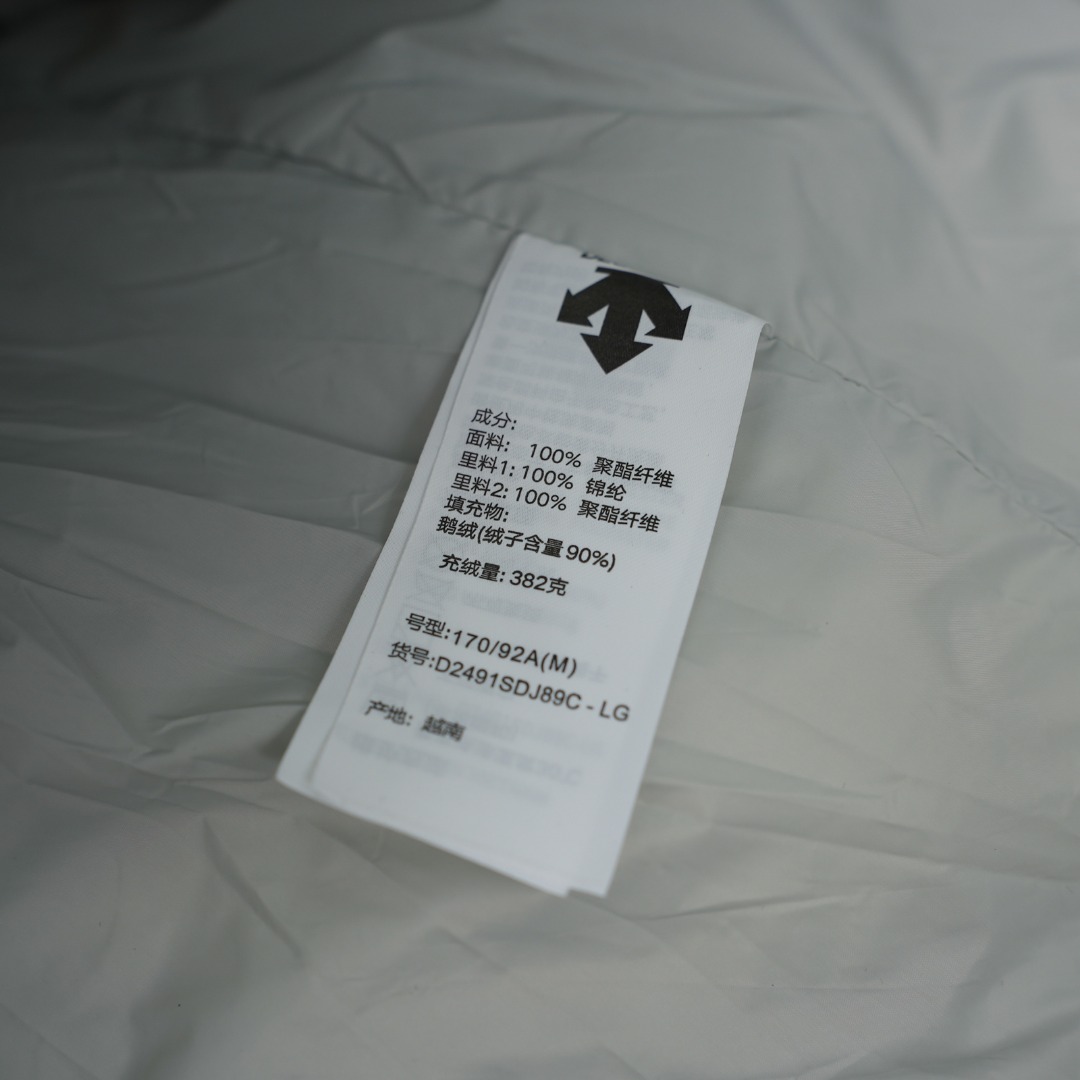 成分:
面料: 100% 聚酯纤维
里料1: 100% 锦纶
里料2: 100% 聚酯纤维
填充物:
鹅绒(绒子含量90%)
充绒量: 382克
号型:170/92A(M)
货号:D2491SDJ89C - LG
产地: 越南